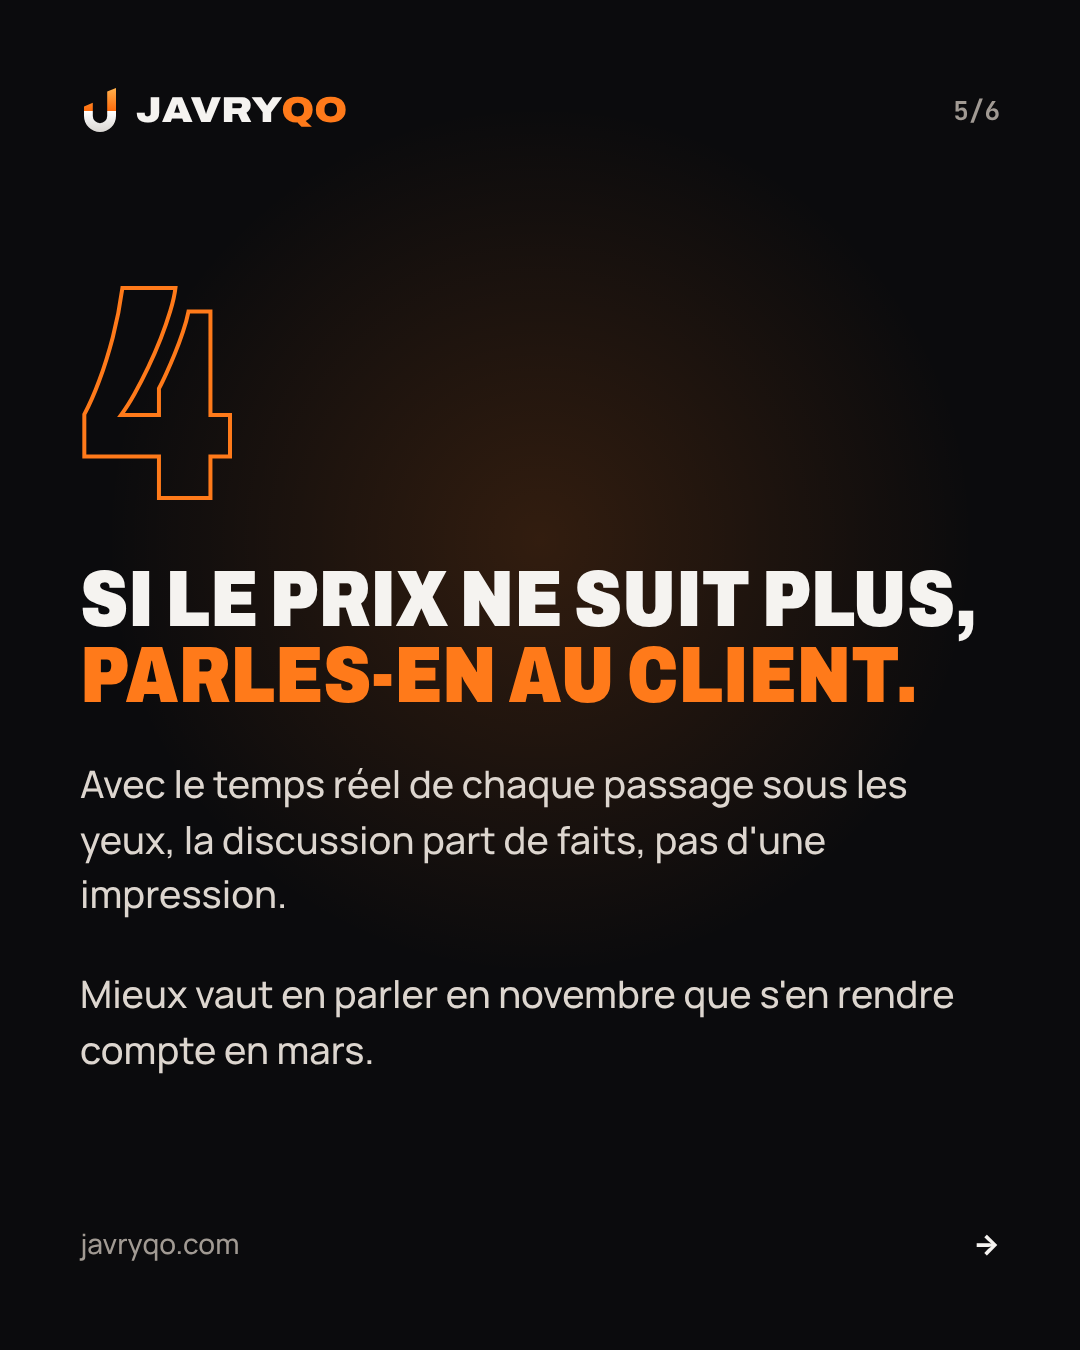 JAVRYQO
5/6
4
SI LE PRIX NE SUIT PLUS,
PARLES-EN AU CLIENT.
Avec le temps réel de chaque passage sous les
yeux, la discussion part de faits, pas d'une
impression.
Mieux vaut en parler en novembre que s'en rendre
compte en mars.
javryqo.com
→